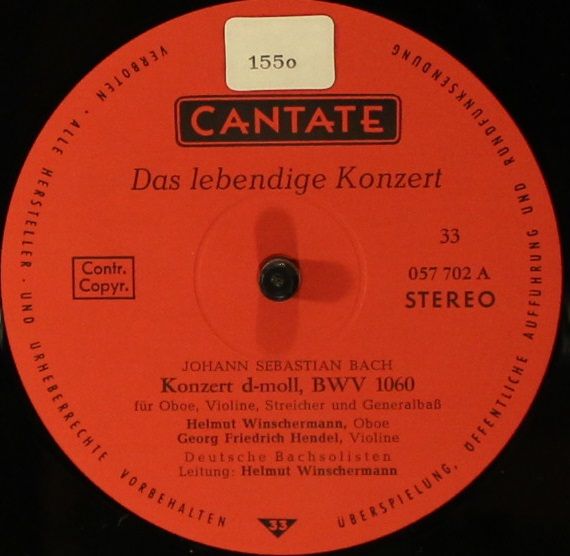 155o
CANTATE
Das lebendige Konzert
33
057 702 A
STEREO
Contr.
Copyr.
JOHANN SEBASTIAN BACH
Konzert d-moll, BWV 1060
für Oboe, Violine, Streicher und Generalbaß
Helmut Winschermann, Oboe
Georg Friedrich Hendel, Violine
Deutsche Bachsolisten
Leitung: Helmut Winschermann
33
ALLE HERSTELLER- UND URHEBERRECHTE VORBEHALTEN
ÜBERSPIELUNG, ÖFFENTLICHE AUFFÜHRUNG UND RUNDFUNKSENDUNG VERBOTEN ·